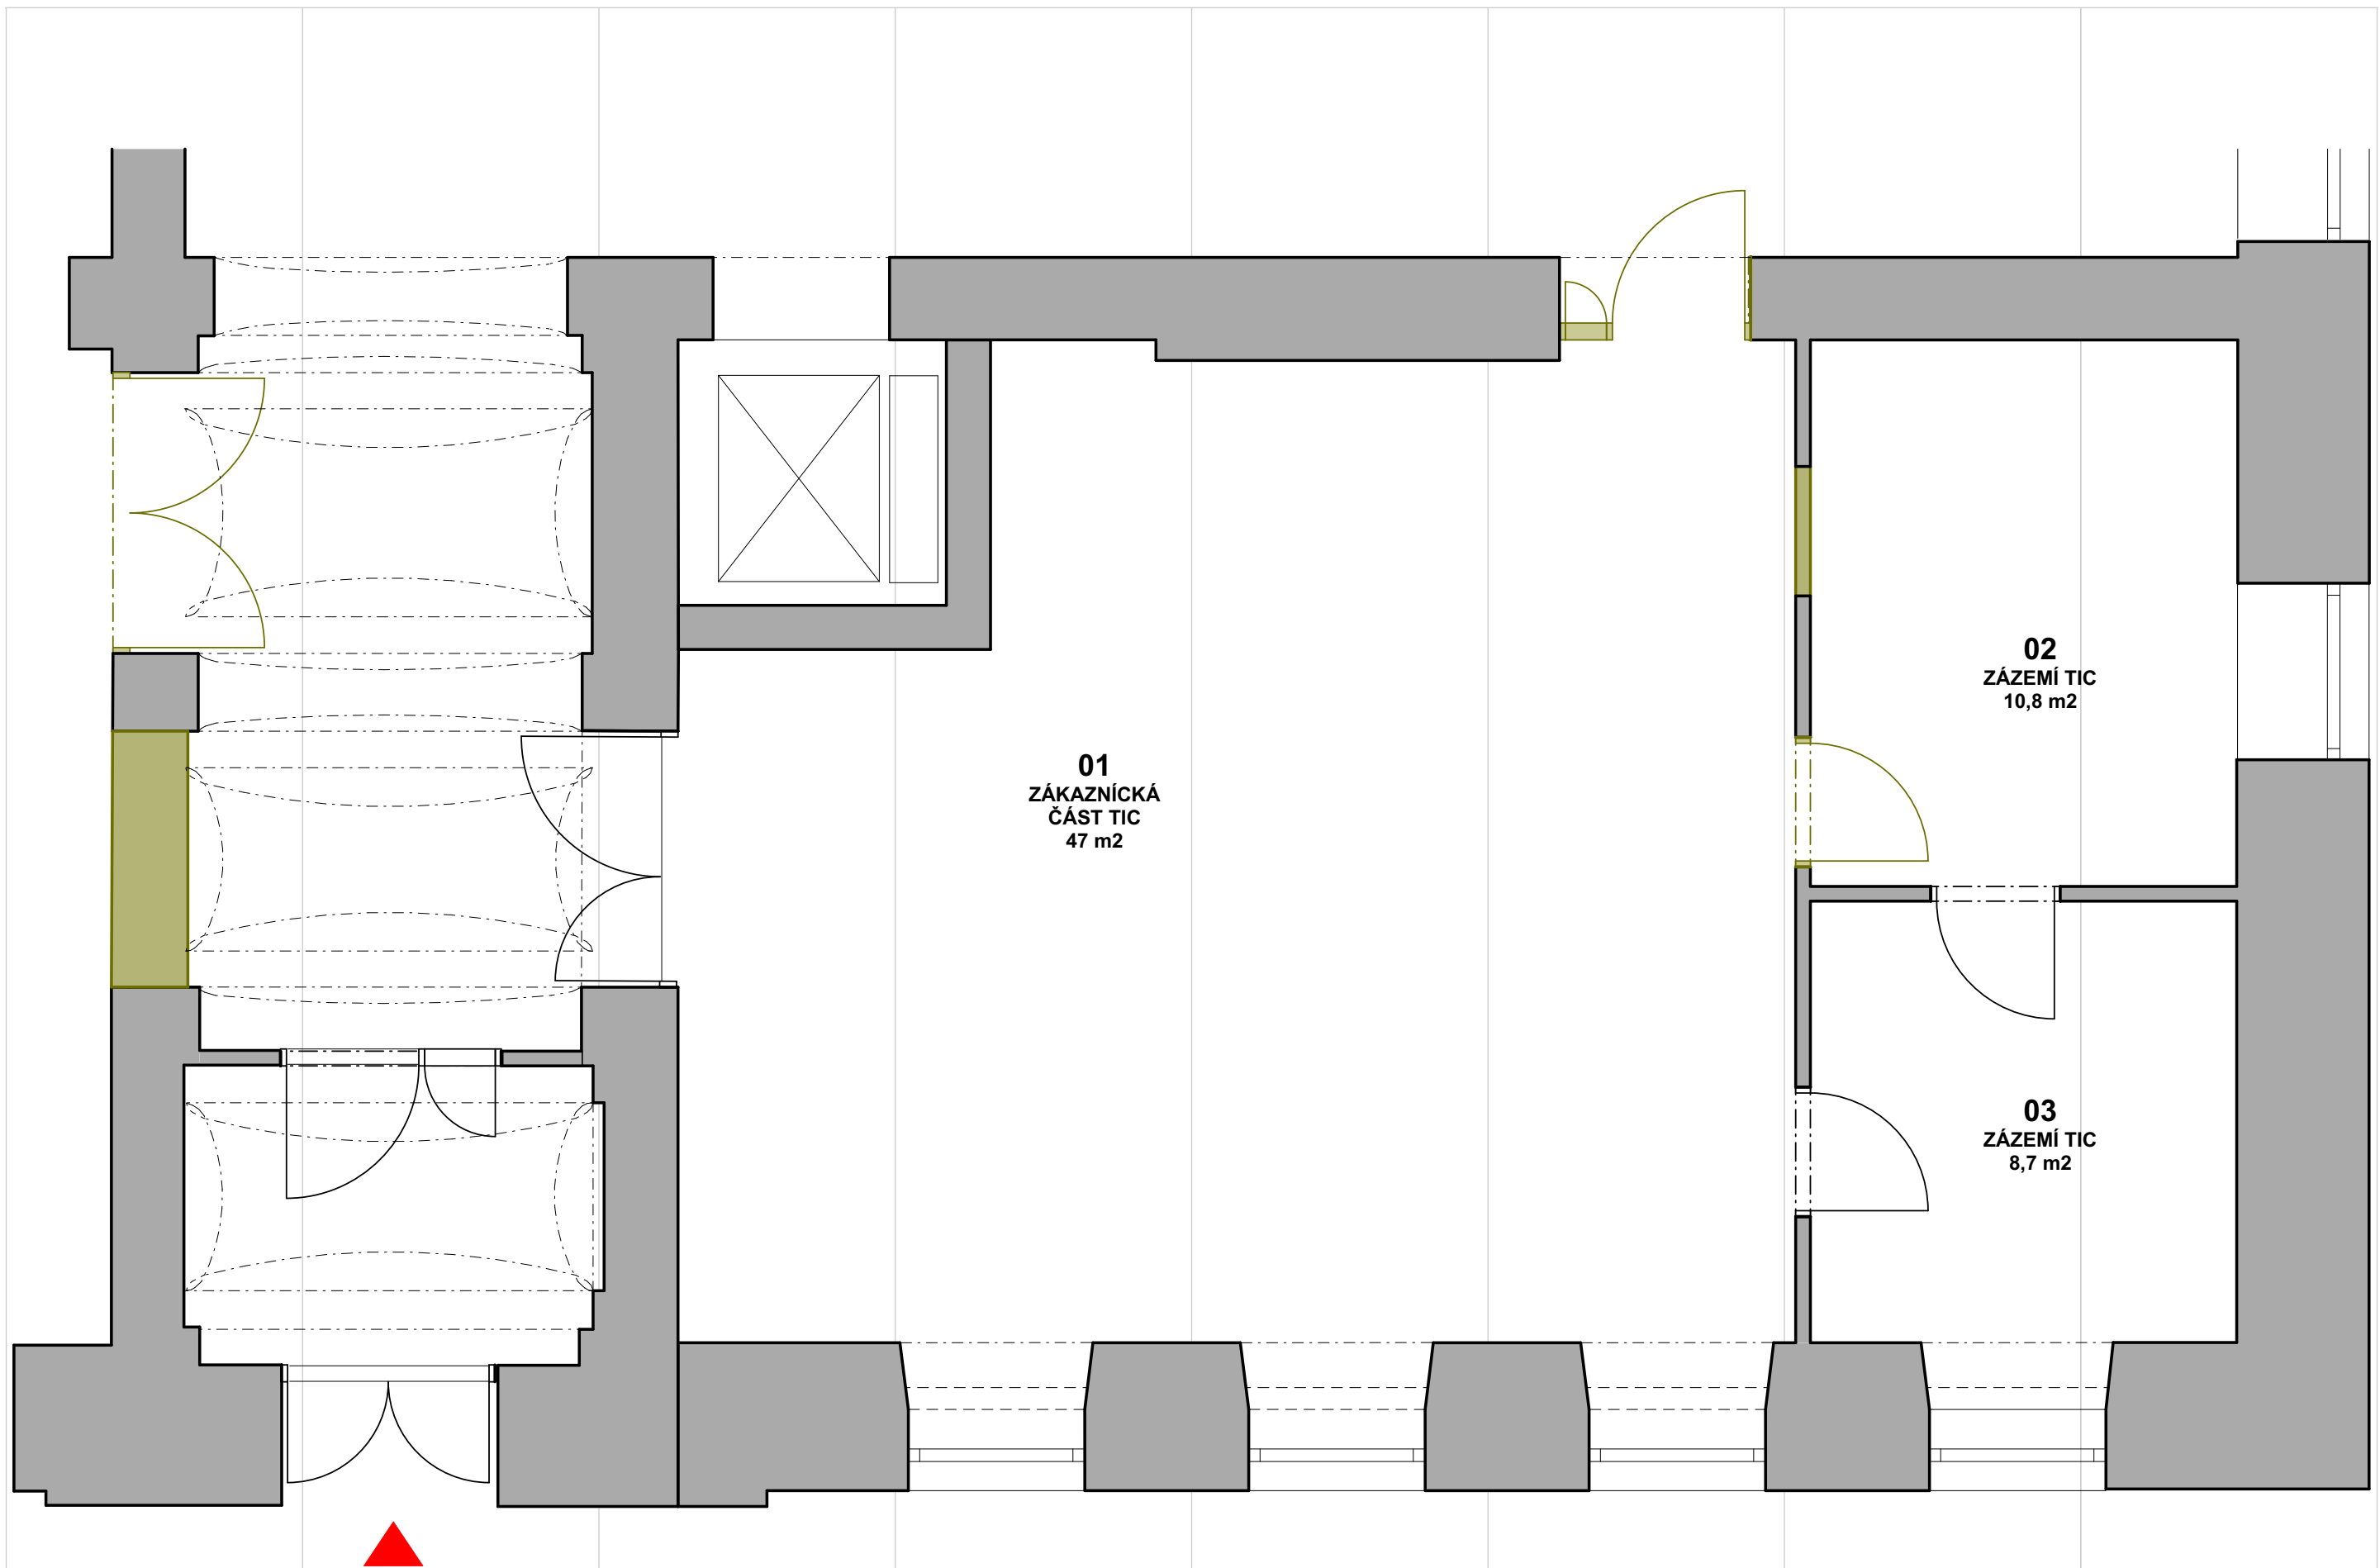 01
ZÁKAZNÍCKÁ
ČÁST TIC
47 m2
02
ZÁZEMÍ TIC
10,8 m2
03
ZÁZEMÍ TIC
8,7 m2